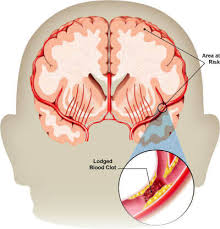 Area at
Risk
Lodged
Blood Clot